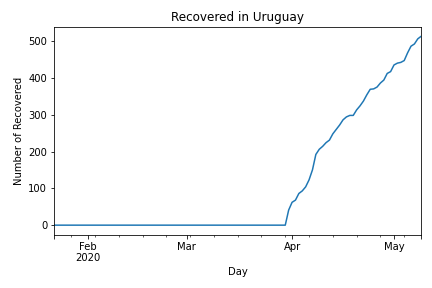 Recovered in Uruguay
Number of Recovered
500
400
300
200
100
0
Feb
2020
Mar
Apr
May
Day